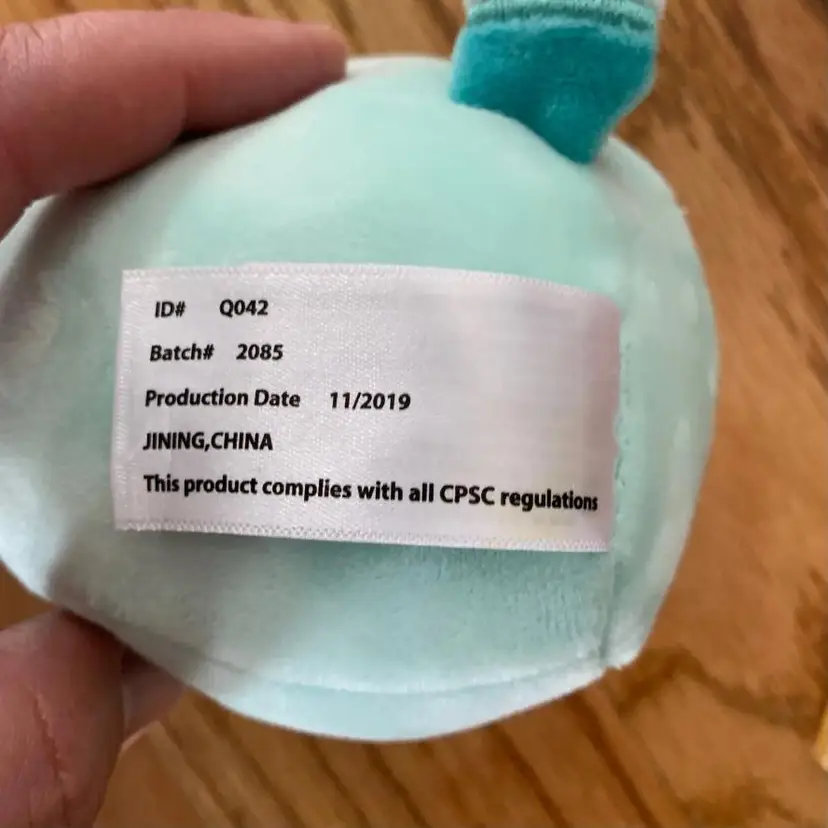 ID# Q042
Batch# 2085
Production Date 11/2019
JINING,CHINA
This product complies with all CPSC regulations